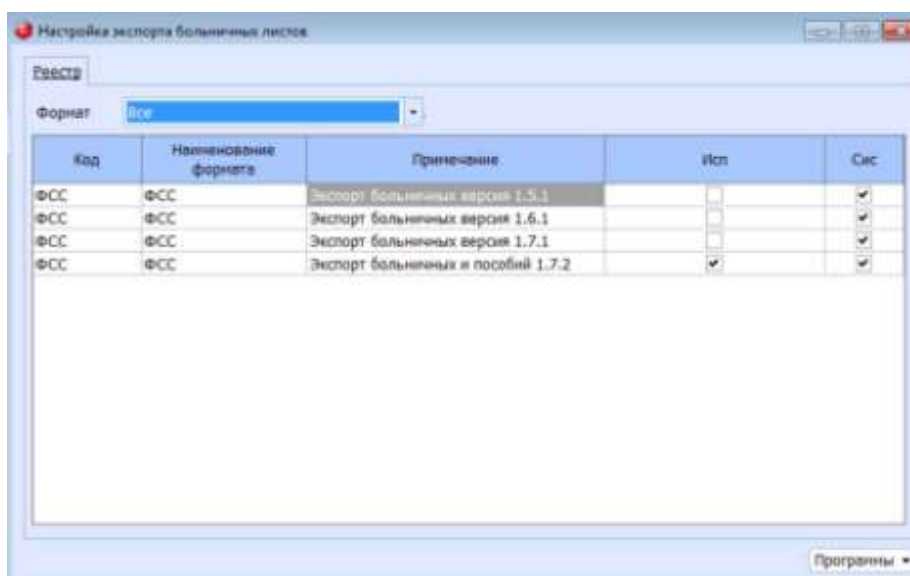 Настройка экспорта больничных листов
Реестр
Формат Все
Код Наименование формата Примечание Исп Сис
ФСС ФСС Экспорт больничных версия 1.5.1
ФСС ФСС Экспорт больничных версия 1.6.1
ФСС ФСС Экспорт больничных версия 1.7.1
ФСС ФСС Экспорт больничных и пособий 1.7.2
Программы